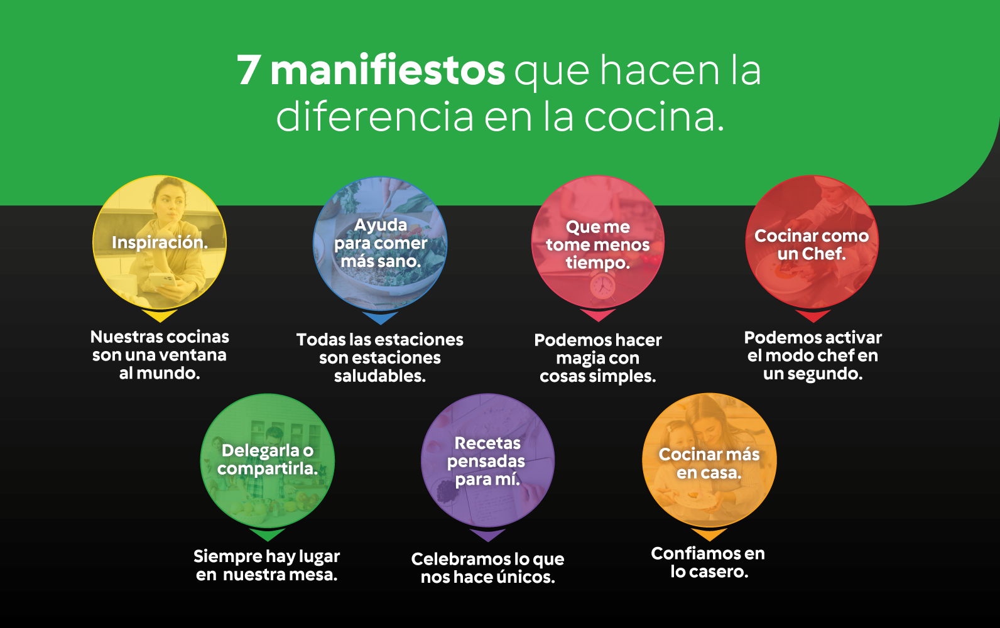 7 manifiestos que hacen la
diferencia en la cocina.
Inspiración.
Nuestras cocinas
son una ventana
al mundo.
Ayuda
para comer
más sano.
Todas las estaciones
son estaciones
saludables.
Que me
tome menos
tiempo.
Podemos hacer
magia con
cosas simples.
Cocinar como
un Chef.
Podemos activar
el modo chef en
un segundo.
Delegarla o
compartirla.
Siempre hay lugar
en nuestra mesa.
Recetas
pensadas
para mí.
Celebramos lo que
nos hace únicos.
Cocinar más
en casa.
Confiamos en
lo casero.